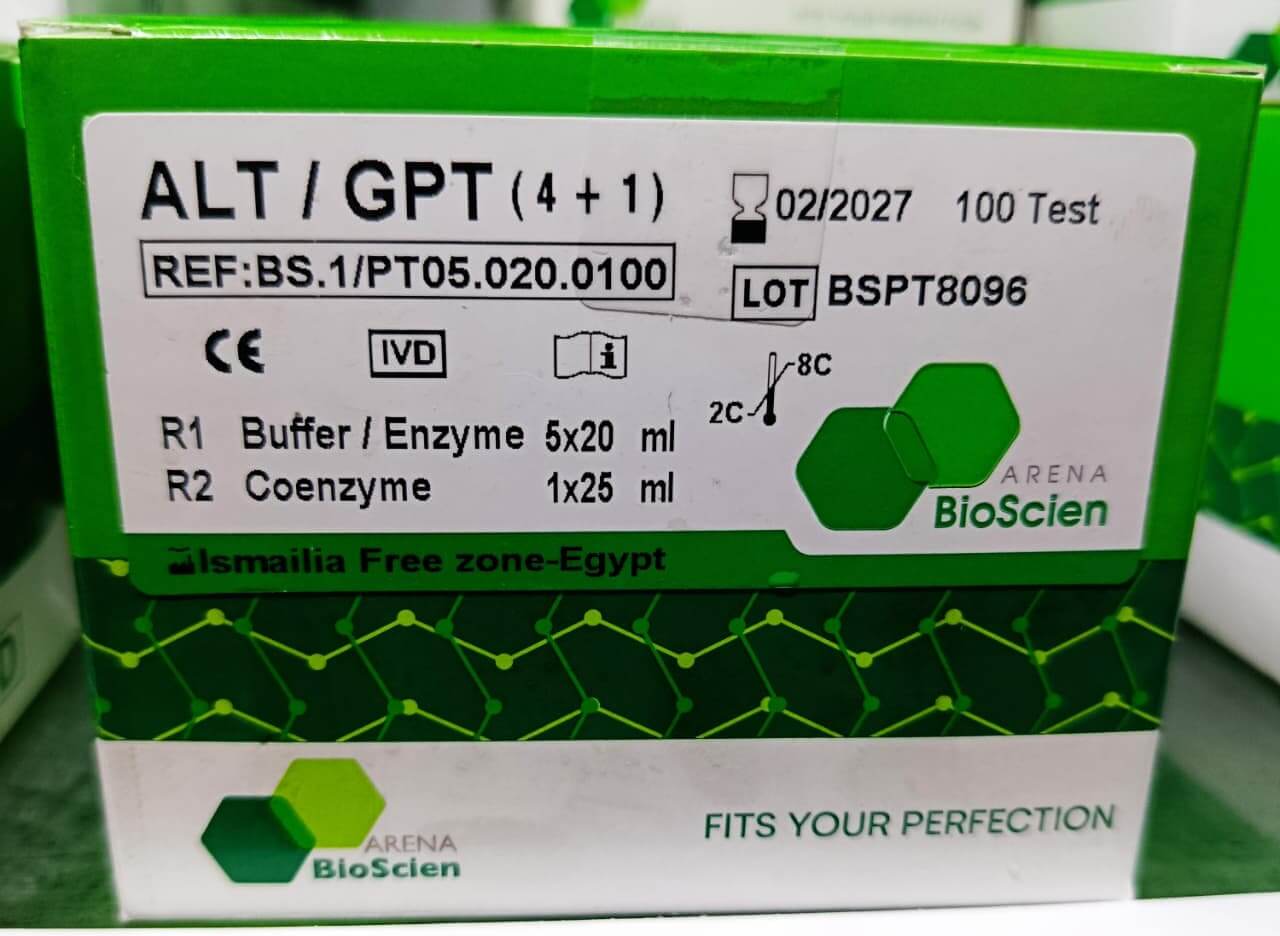 ALT / GPT (4 + 1)
02/2027 100 Test
REF:BS.1/PT05.020.0100
LOT BSPT8096
CE IVD i
8C
2C
R1 Buffer / Enzyme 5x20 ml
R2 Coenzyme 1x25 ml
ARENA
BioScien
Ismailia Free zone-Egypt
ARENA
BioScien
FITS YOUR PERFECTION